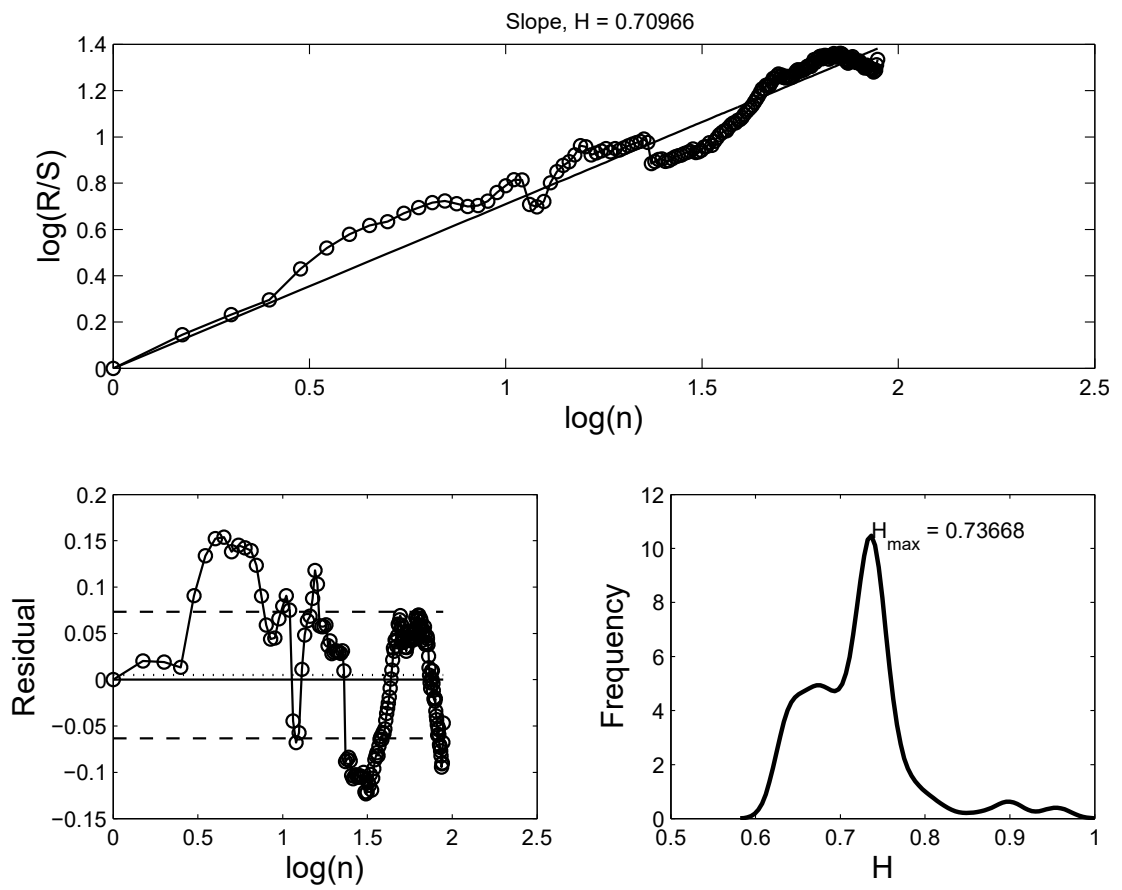 Slope, H = 0.70966
1.4
1.2
1
0.8
0.6
0.4
0.2
0
log(R/S)
0 0.5 1 1.5 2 2.5
log(n)
0.2
0.15
0.1
0.05
0
−0.05
−0.1
−0.15
Residual
0 0.5 1 1.5 2 2.5
log(n)
12
10
8
6
4
2
0
Frequency
Hmax = 0.73668
0.5 0.6 0.7 0.8 0.9 1
H